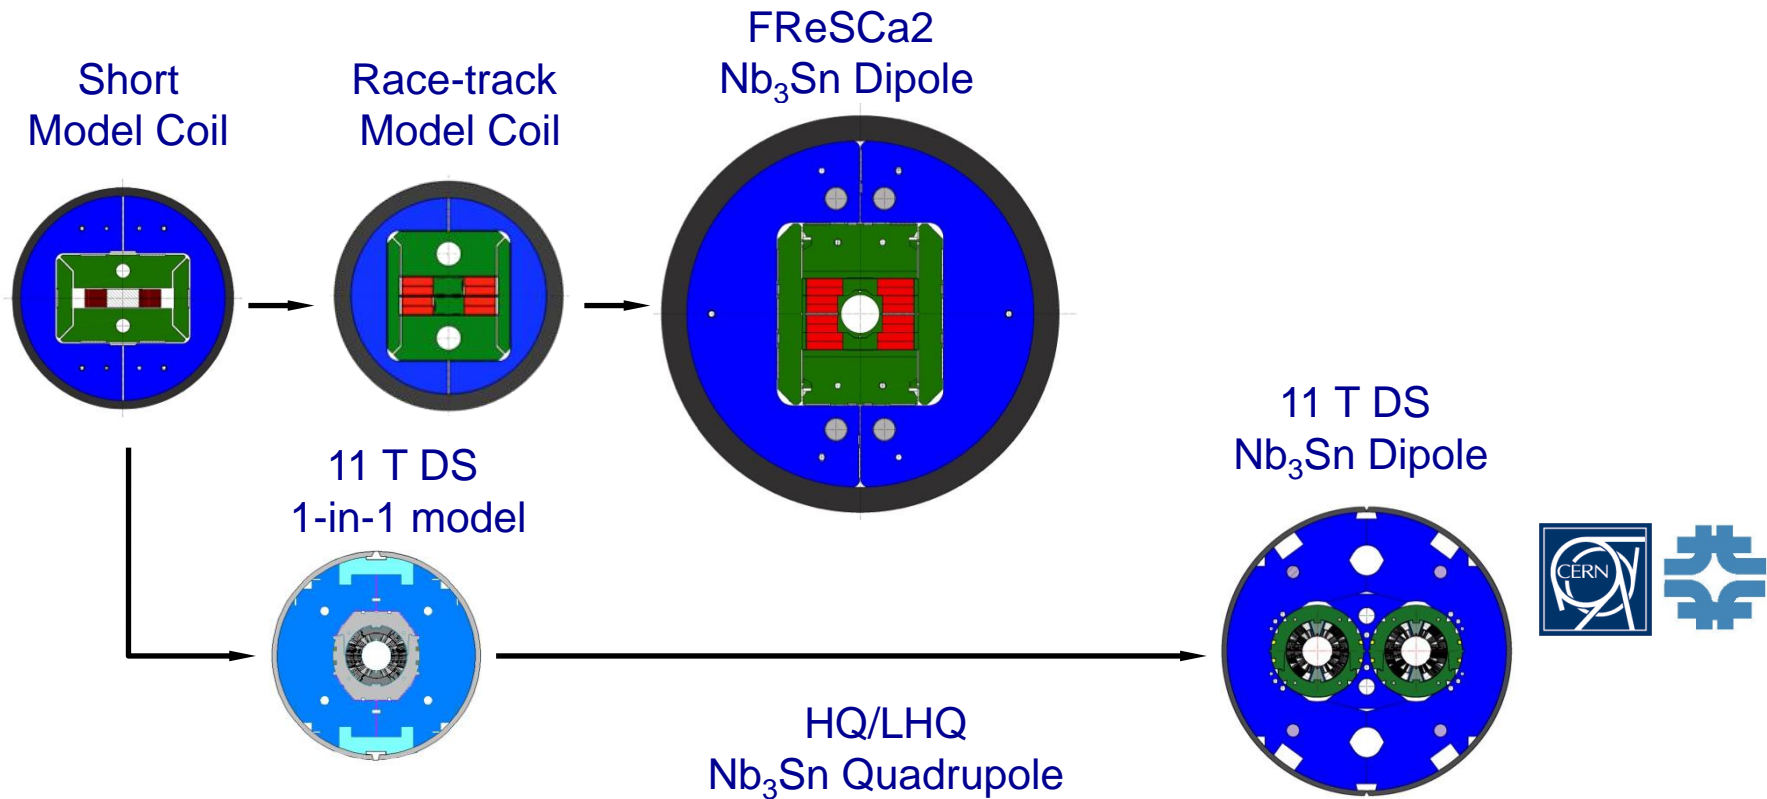 Short
Model Coil
Race-track
Model Coil
FReSCa2
Nb₃Sn Dipole
11 T DS
1-in-1 model
11 T DS
Nb₃Sn Dipole
CERN
HQ/LHQ
Nb₃Sn Quadrupole